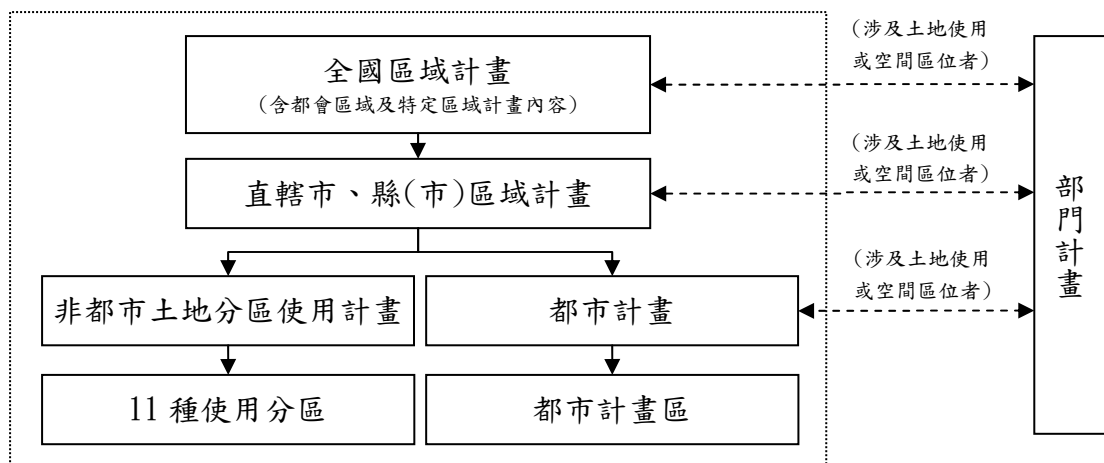 (涉及土地使用
或空間區位者)
全國區域計畫
(含都會區域及特定區域計畫內容)
(涉及土地使用
或空間區位者)
直轄市、縣(市)區域計畫
部門計畫
(涉及土地使用
或空間區位者)
非都市土地分區使用計畫
都市計畫
11 種使用分區
都市計畫區